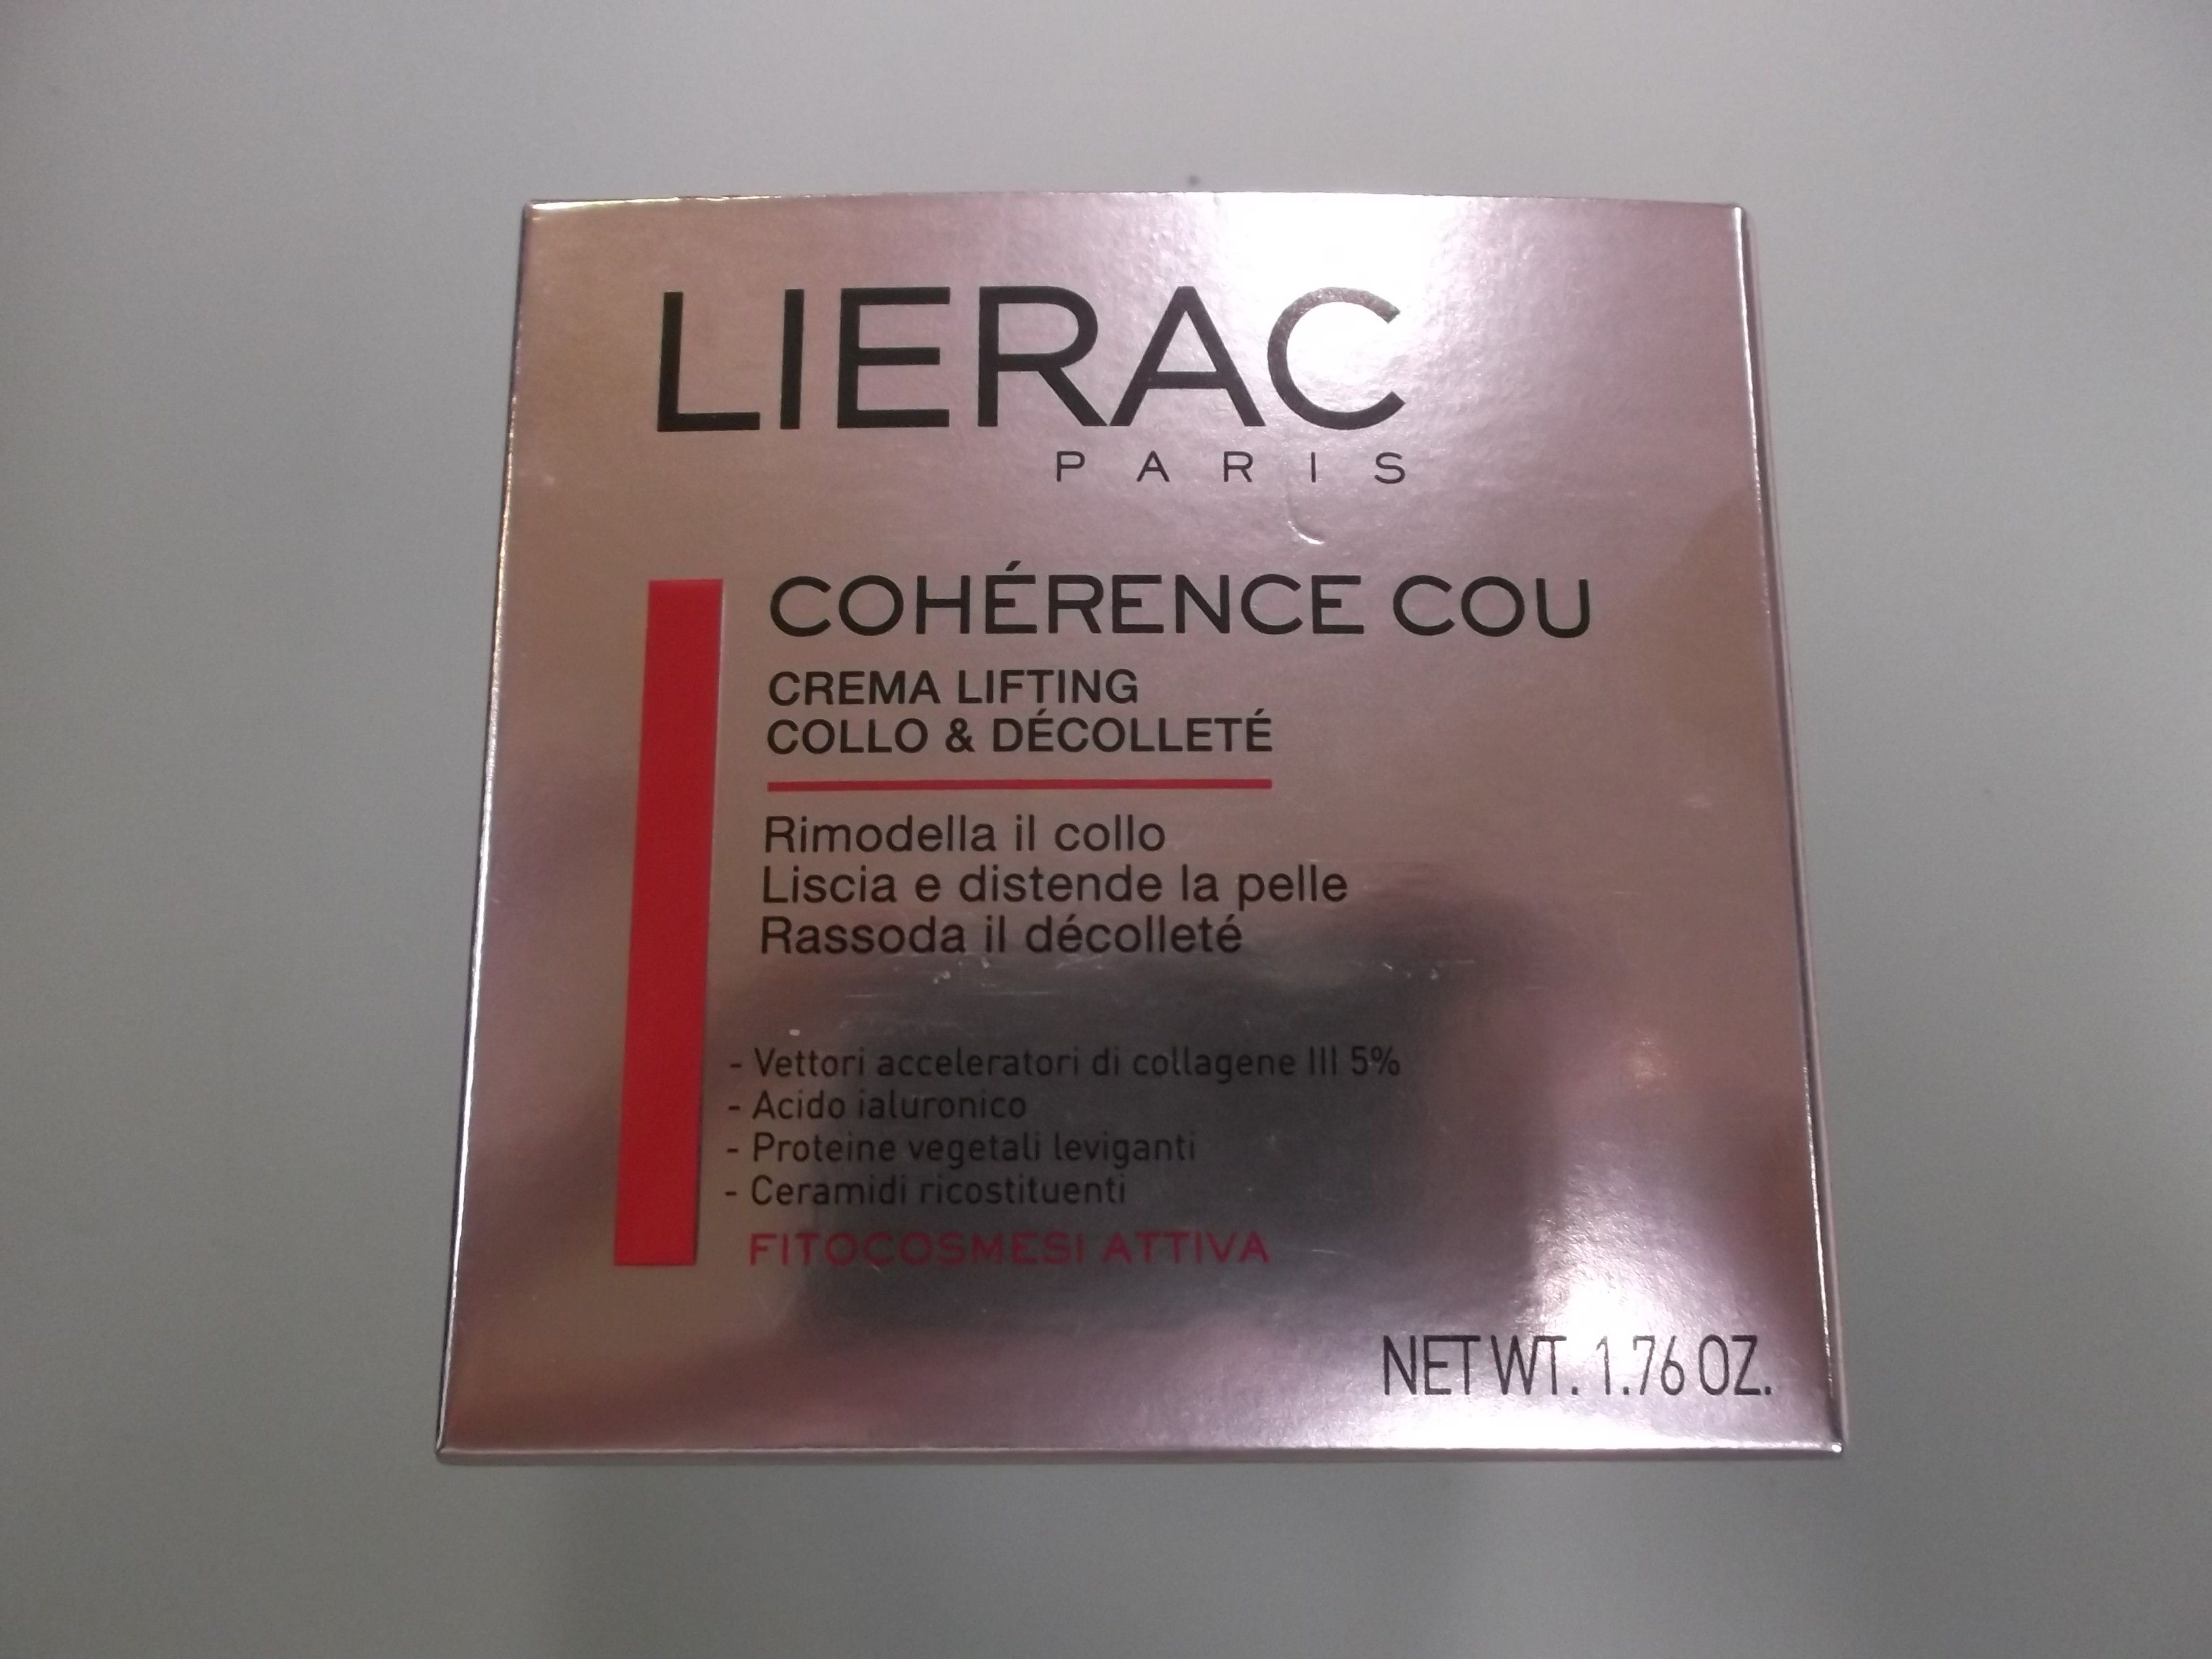 LIERAC
PARIS
COHÉRENCE COU
CREMA LIFTING
COLLO & DÉCOLLETÉ
Rimodella il collo
Liscia e distende la pelle
Rassoda il décolleté
- Vettori acceleratori di collagene III 5%
- Acido ialuronico
- Proteine vegetali leviganti
- Ceramidi ricostituenti
FITOCOSMESI ATTIVA
NET WT. 1.76 OZ.